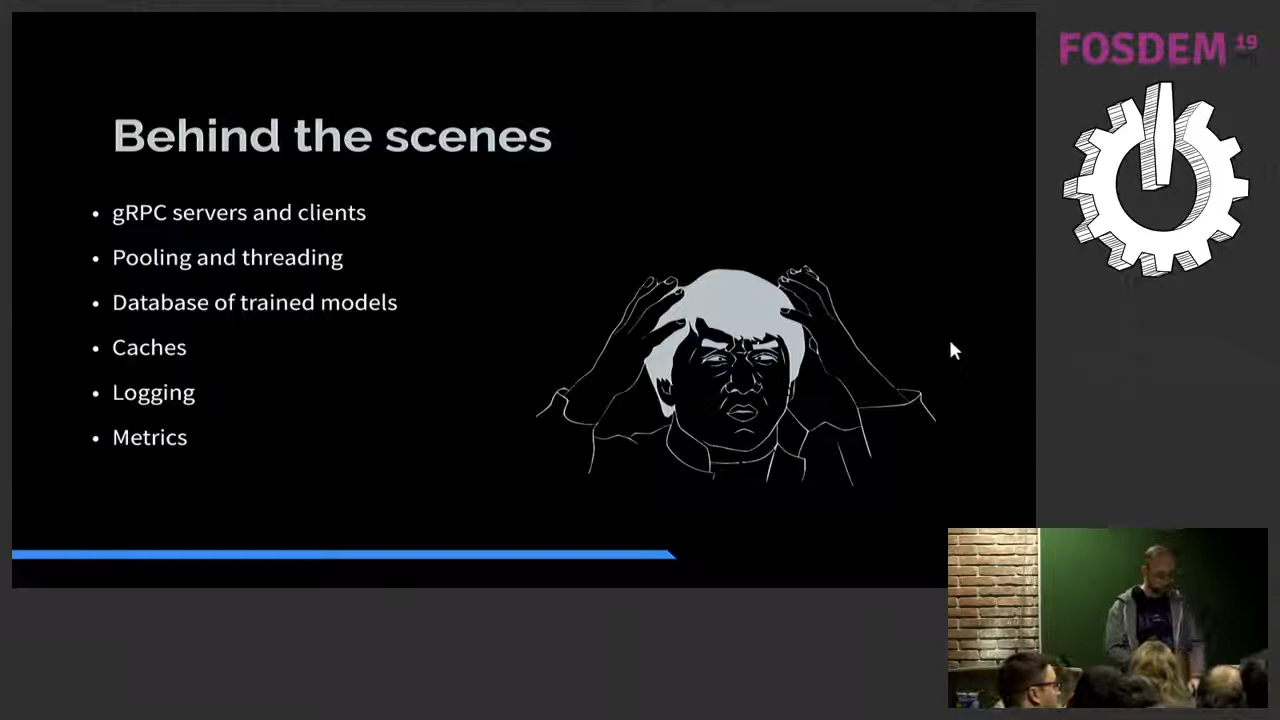 FOSDEM 19
Behind the scenes
• gRPC servers and clients
• Pooling and threading
• Database of trained models
• Caches
• Logging
• Metrics